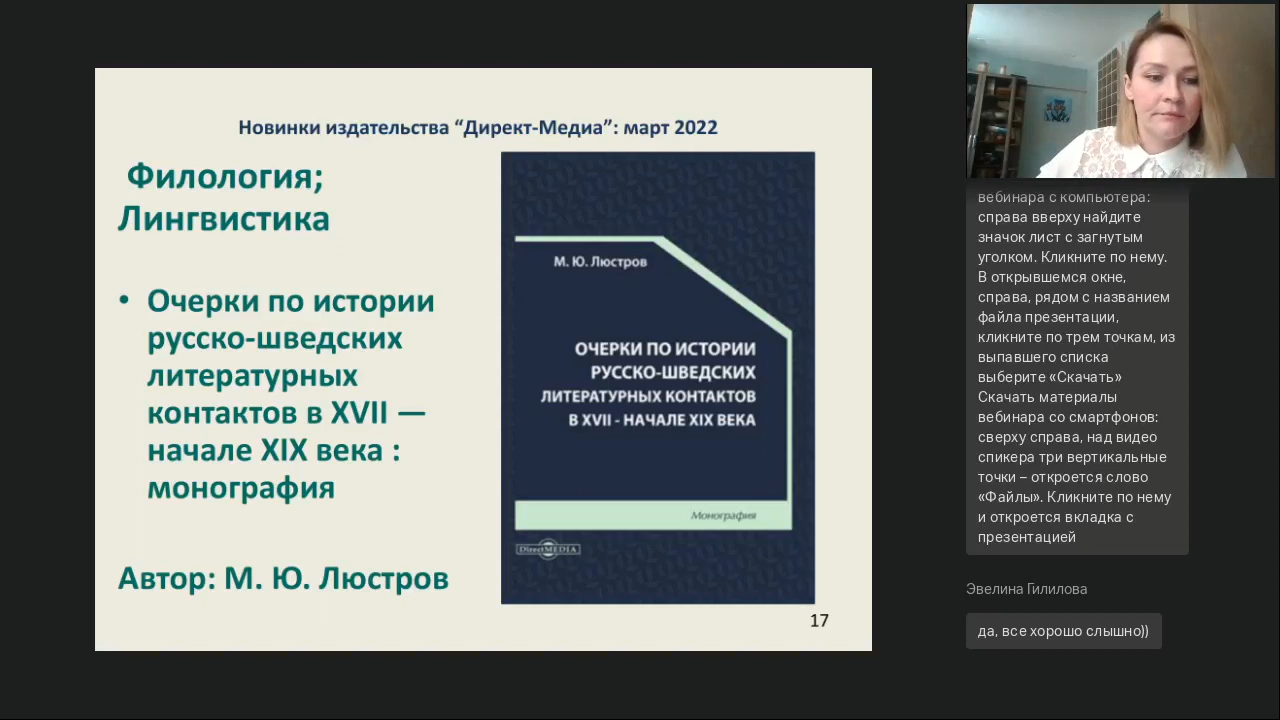 Новинки издательства “Директ-Медиа”: март 2022
Филология;
Лингвистика
• Очерки по истории
русско-шведских
литературных
контактов в XVII —
начале XIX века :
монография
Автор: М. Ю. Люстров
М. Ю. Люстров
ОЧЕРКИ ПО ИСТОРИИ
РУССКО-ШВЕДСКИХ
ЛИТЕРАТУРНЫХ КОНТАКТОВ
В XVII - НАЧАЛЕ XIX ВЕКА
Монография
DirectMEDIA
17
вебинара с компьютера:
справа вверху найдите
значок лист с загнутым
уголком. Кликните по нему.
В открывшемся окне,
справа, рядом с названием
файла презентации,
кликните по трем точкам, из
выпавшего списка
выберите «Скачать»
Скачать материалы
вебинара со смартфонов:
сверху справа, над видео
спикера три вертикальные
точки – откроется слово
«Файлы». Кликните по нему
и откроется вкладка с
презентацией
Эвелина Гилилова
да, все хорошо слышно))